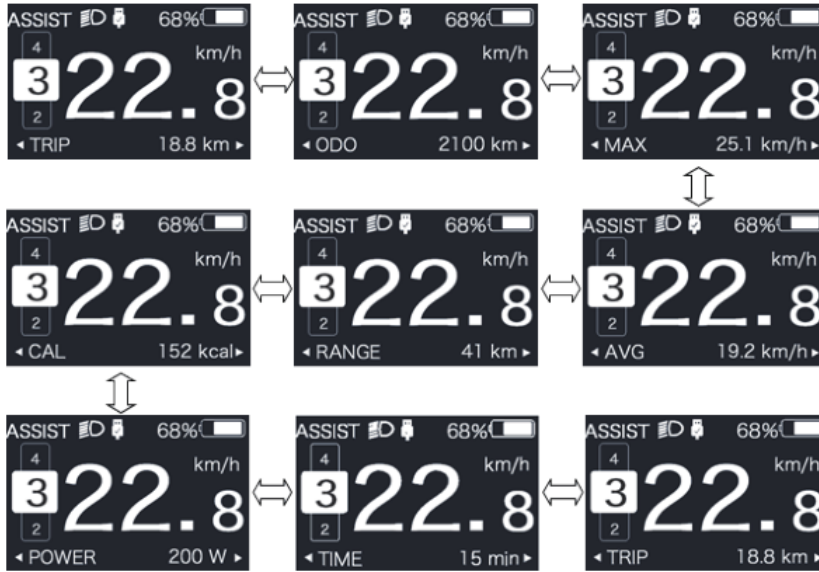 ASSIST 68%
4
km/h
3
22.8
2
TRIP 18.8 km
ASSIST 68%
4
km/h
3
22.8
2
ODO 2100 km
ASSIST 68%
4
km/h
3
22.8
2
MAX 25.1 km/h
ASSIST 68%
4
km/h
3
22.8
2
CAL 152 kcal
ASSIST 68%
4
km/h
3
22.8
2
RANGE 41 km
ASSIST 68%
4
km/h
3
22.8
2
AVG 19.2 km/h
ASSIST 68%
4
km/h
3
22.8
2
POWER 200 W
ASSIST 68%
4
km/h
3
22.8
2
TIME 15 min
ASSIST 68%
4
km/h
3
22.8
2
TRIP 18.8 km